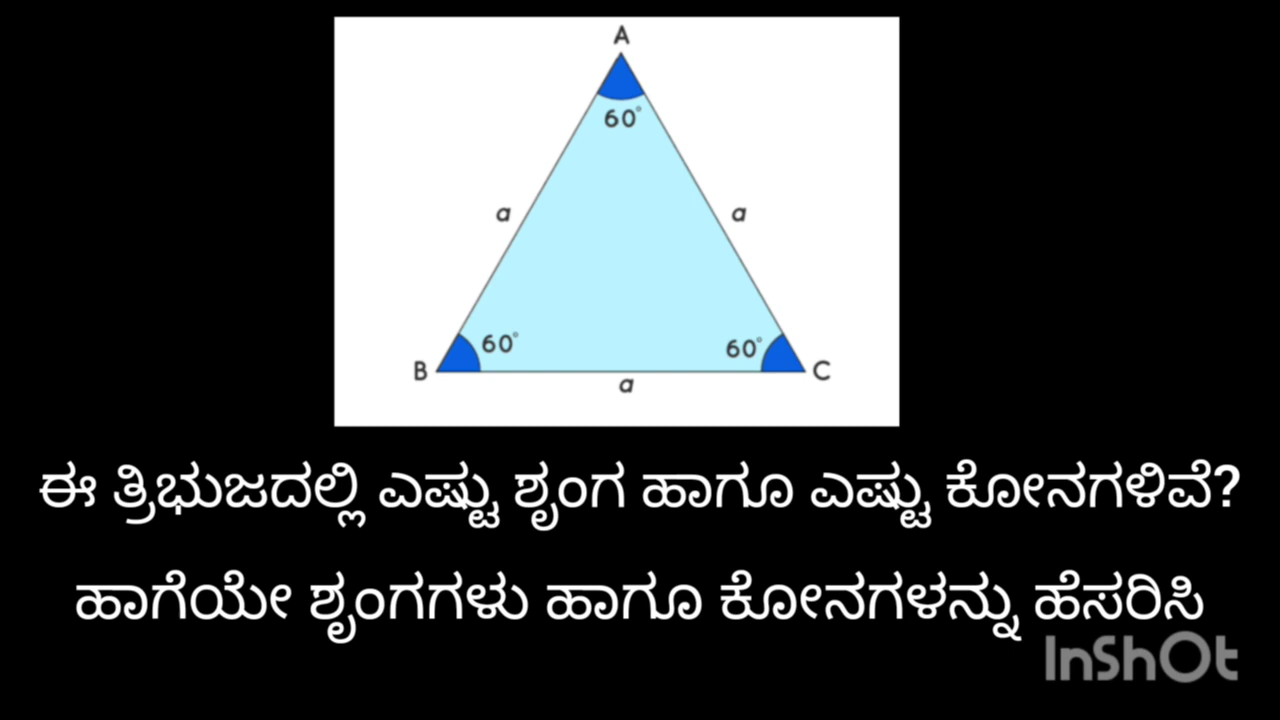 A
60°
a a
B 60° 60° C
a
ಈ ತ್ರಿಭುಜದಲ್ಲಿ ಎಷ್ಟು ಶೃಂಗ ಹಾಗೂ ಎಷ್ಟು ಕೋನಗಳಿವೆ?
ಹಾಗೆಯೇ ಶೃಂಗಗಳು ಹಾಗೂ ಕೋನಗಳನ್ನು ಹೆಸರಿಸಿ
InShOt